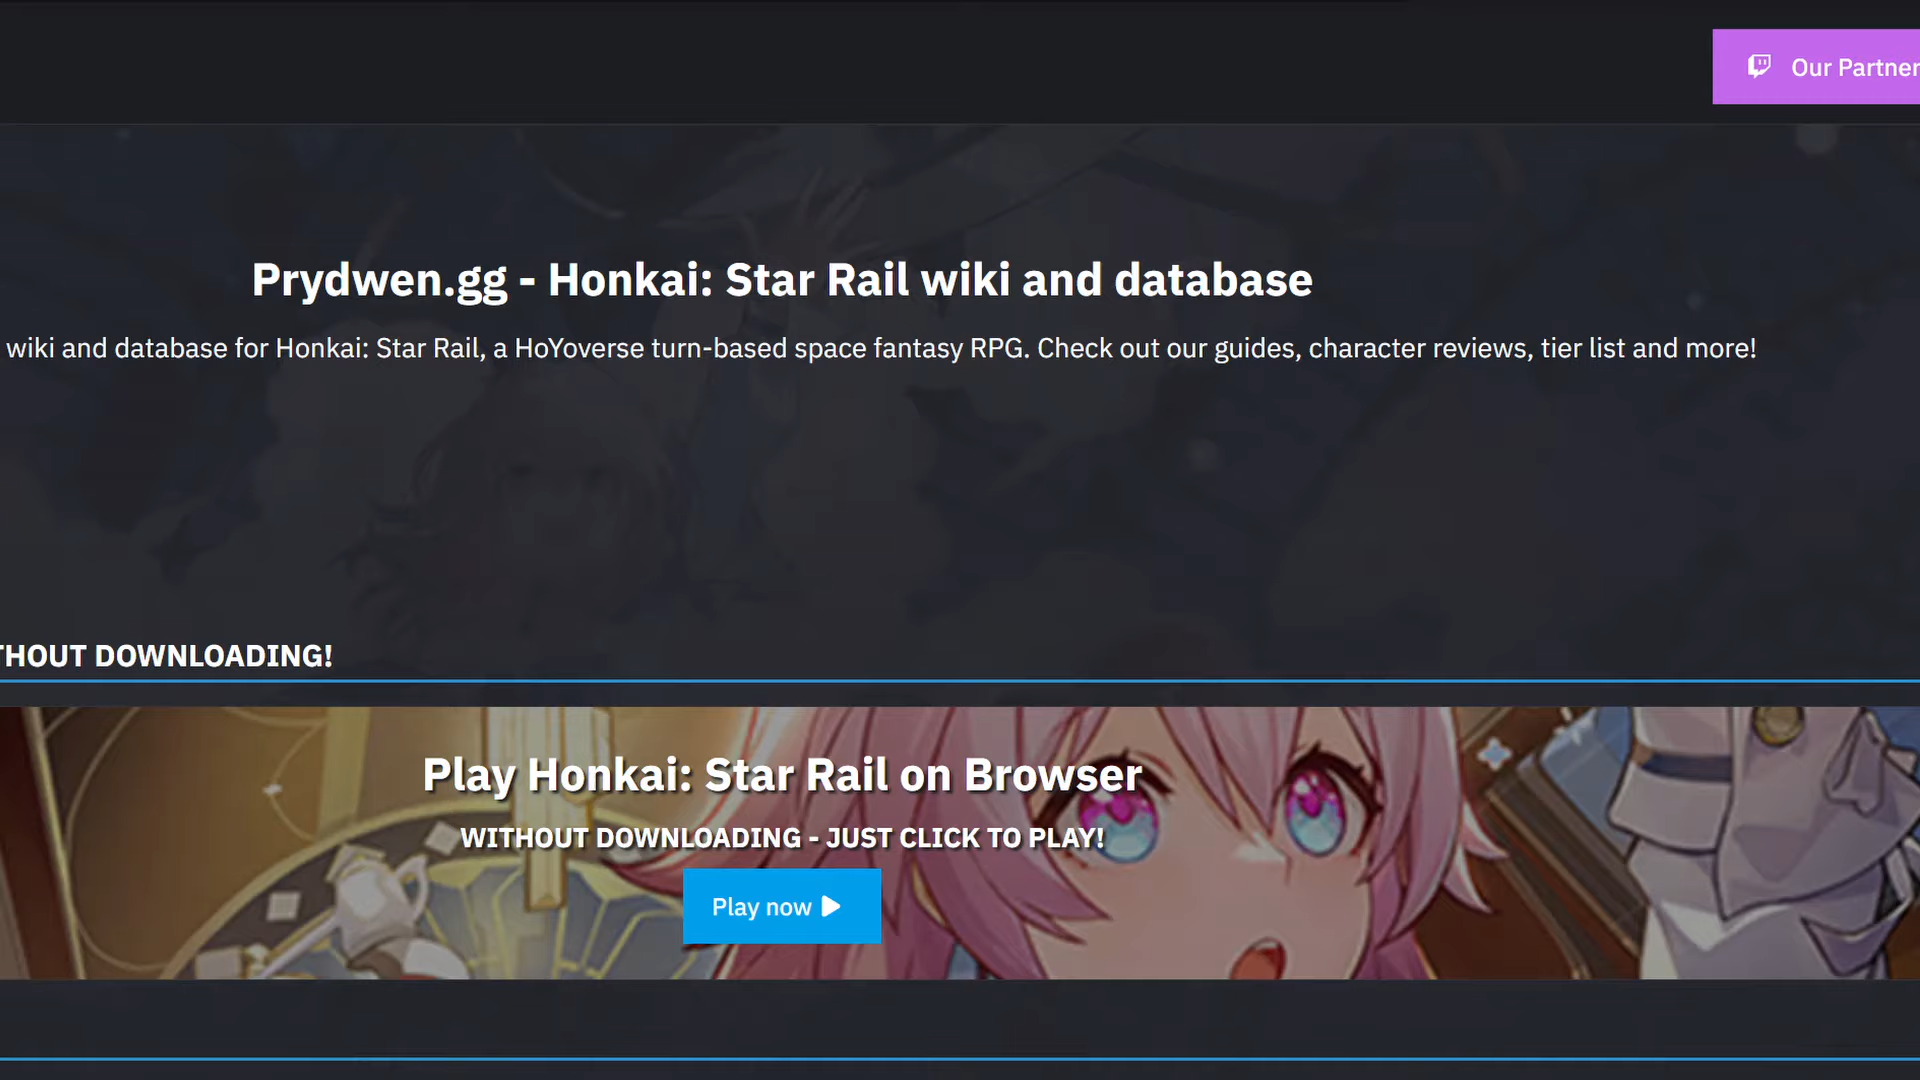 Our Partner
Prydwen.gg - Honkai: Star Rail wiki and database
wiki and database for Honkai: Star Rail, a HoYoverse turn-based space fantasy RPG. Check out our guides, character reviews, tier list and more!
THOUT DOWNLOADING!
Play Honkai: Star Rail on Browser
WITHOUT DOWNLOADING - JUST CLICK TO PLAY!
Play now